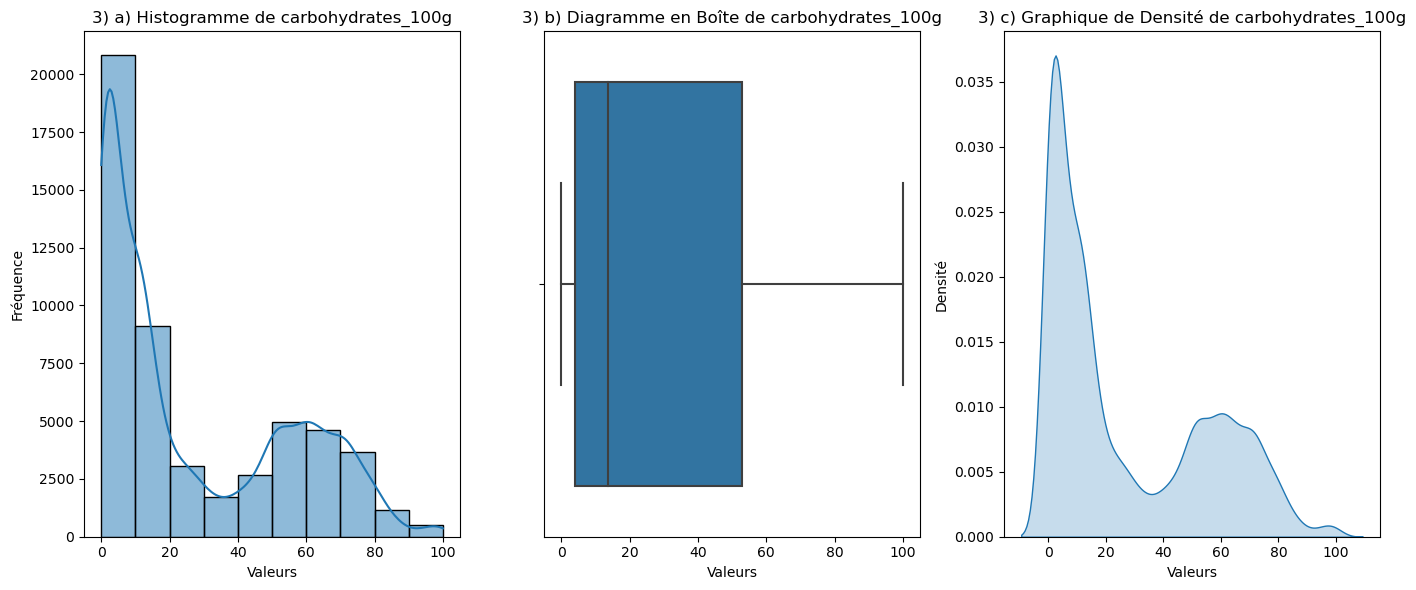 3) a) Histogramme de carbohydrates_100g
20000
17500
15000
12500
10000
7500
5000
2500
0
Fréquence
0 20 40 60 80 100
Valeurs
3) b) Diagramme en Boîte de carbohydrates_100g
0 20 40 60 80 100
Valeurs
3) c) Graphique de Densité de carbohydrates_100g
0.035
0.030
0.025
0.020
0.015
0.010
0.005
0.000
Densité
0 20 40 60 80 100
Valeurs